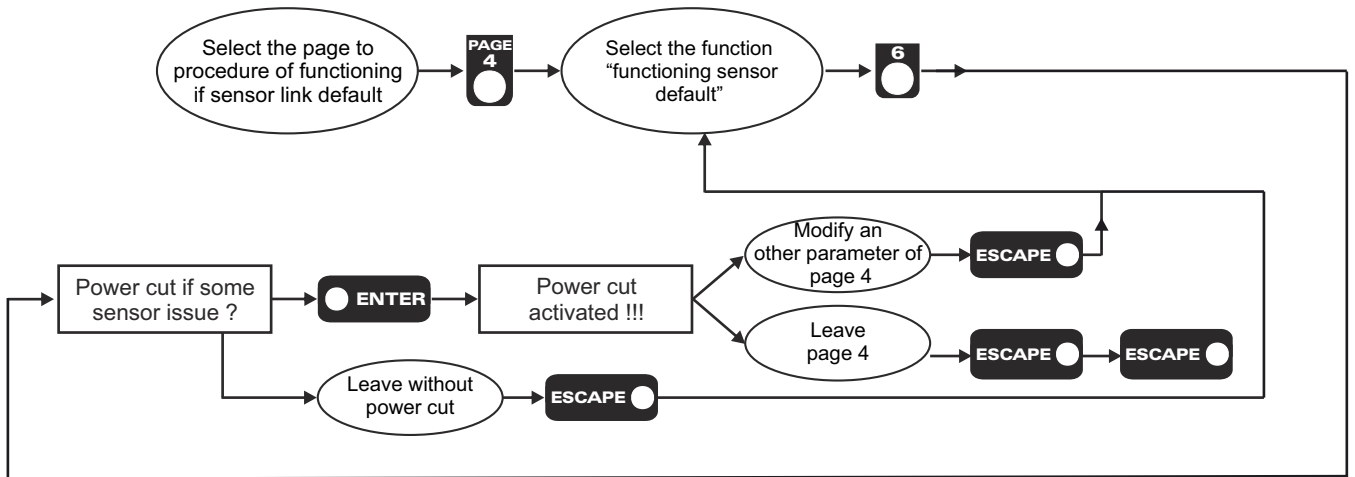 Select the page to
procedure of functioning
if sensor link default
PAGE
4
Select the function
“functioning sensor
default”
6
Power cut if some
sensor issue ?
ENTER
Power cut
activated !!!
Modify an
other parameter of
page 4
ESCAPE
Leave
page 4
ESCAPE
ESCAPE
Leave without
power cut
ESCAPE